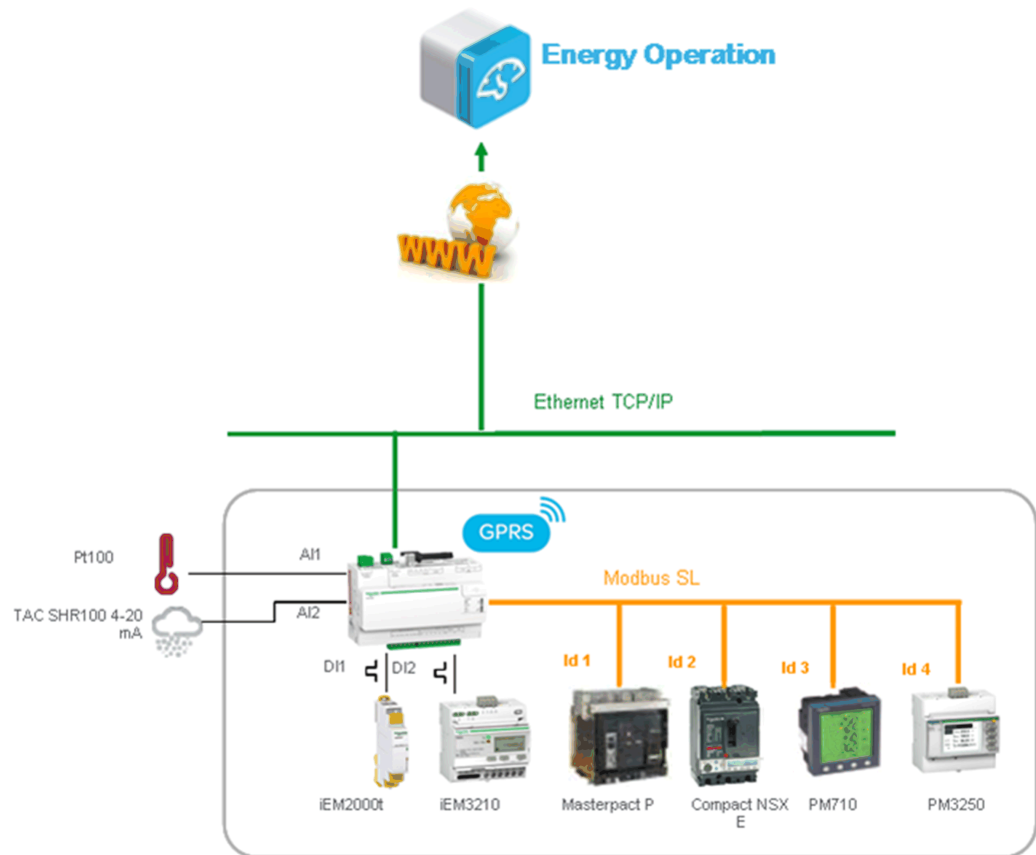 Energy Operation
WWW
Ethernet TCP/IP
GPRS
Pt100
AI1
Modbus SL
TAC SHR100 4-20
mA
AI2
DI1
DI2
Id 1
Id 2
Id 3
Id 4
iEM2000t
iEM3210
Masterpact P
Compact NSX
E
PM710
PM3250